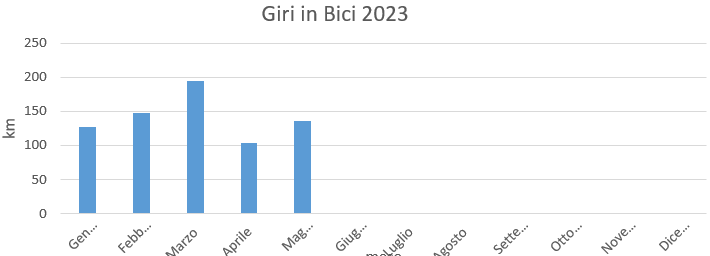 Giri in Bici 2023
250
200
150
100
50
0
km
Gen...
Febb...
Marzo
Aprile
Mag...
Giug...
Luglio
Agosto
Sette...
Otto...
Nove...
Dice...